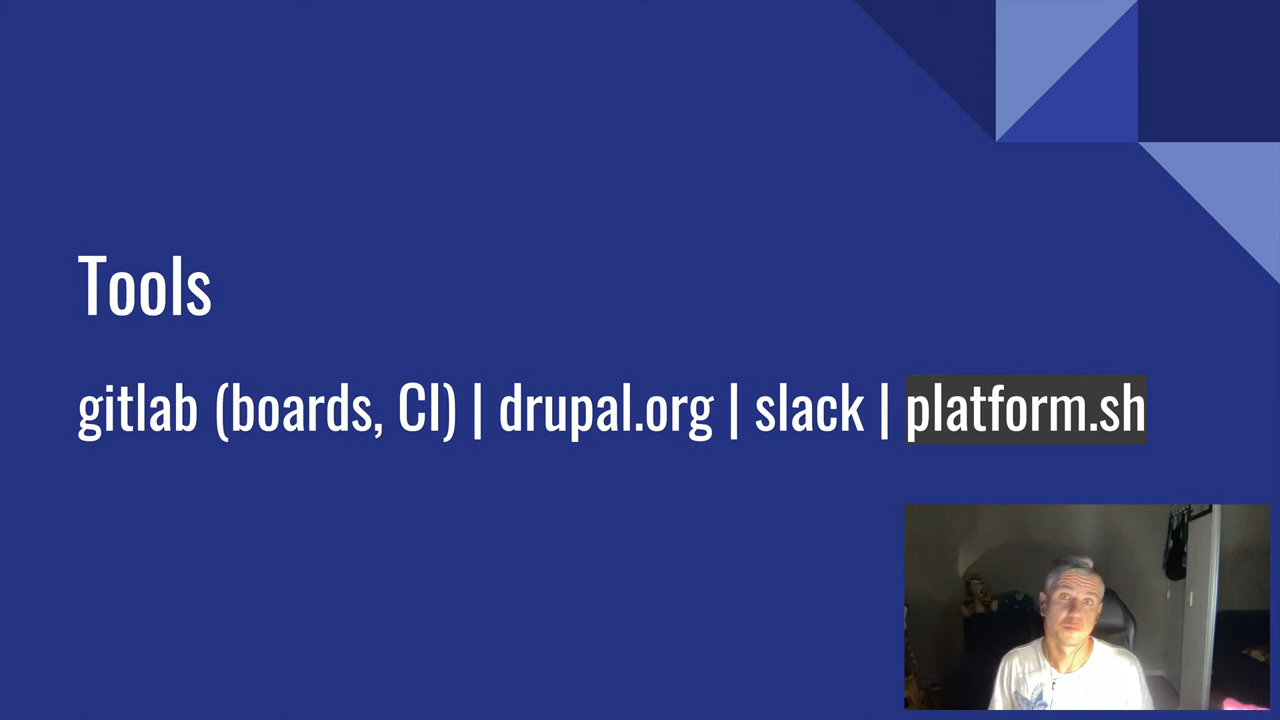 Tools
gitlab (boards, CI) | drupal.org | slack | platform.sh